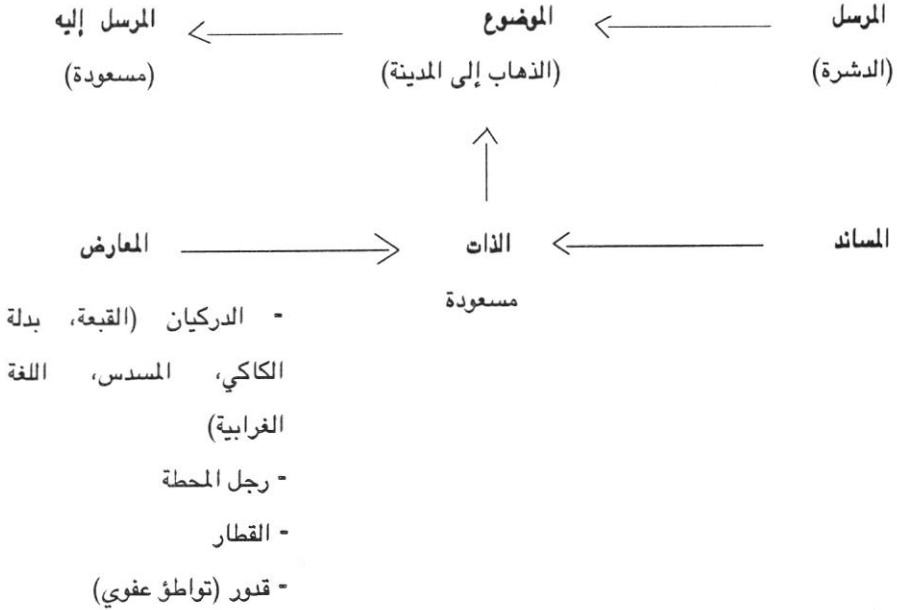 المرسل الموضوع المرسل إليه
(الدشرة) (الذهاب إلى المدينة) (مسعودة)
المساند الذات المعارض
مسعودة
- الدركيان (القبعة، بدلة
الكاكي، المسدس، اللغة
الغرابية)
- رجل المحطة
- القطار
- قدور (تواطؤ عفوي)